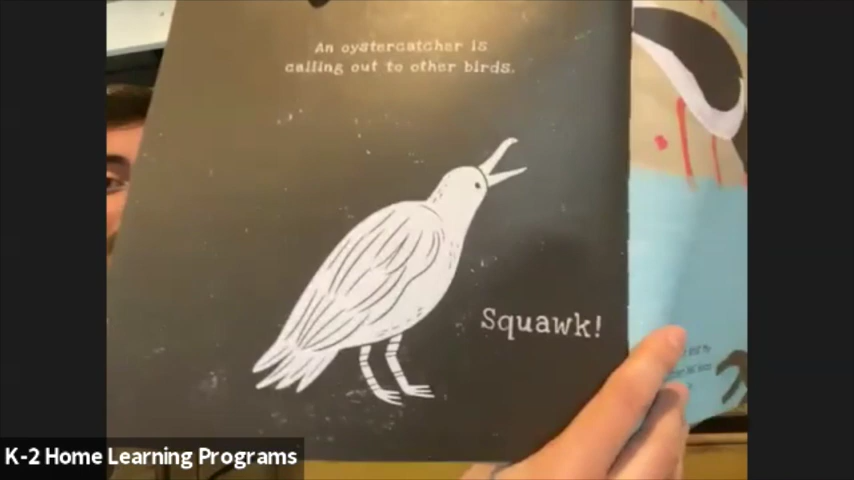 An oystercatcher is
calling out to other birds.
Squawk!
K-2 Home Learning Programs